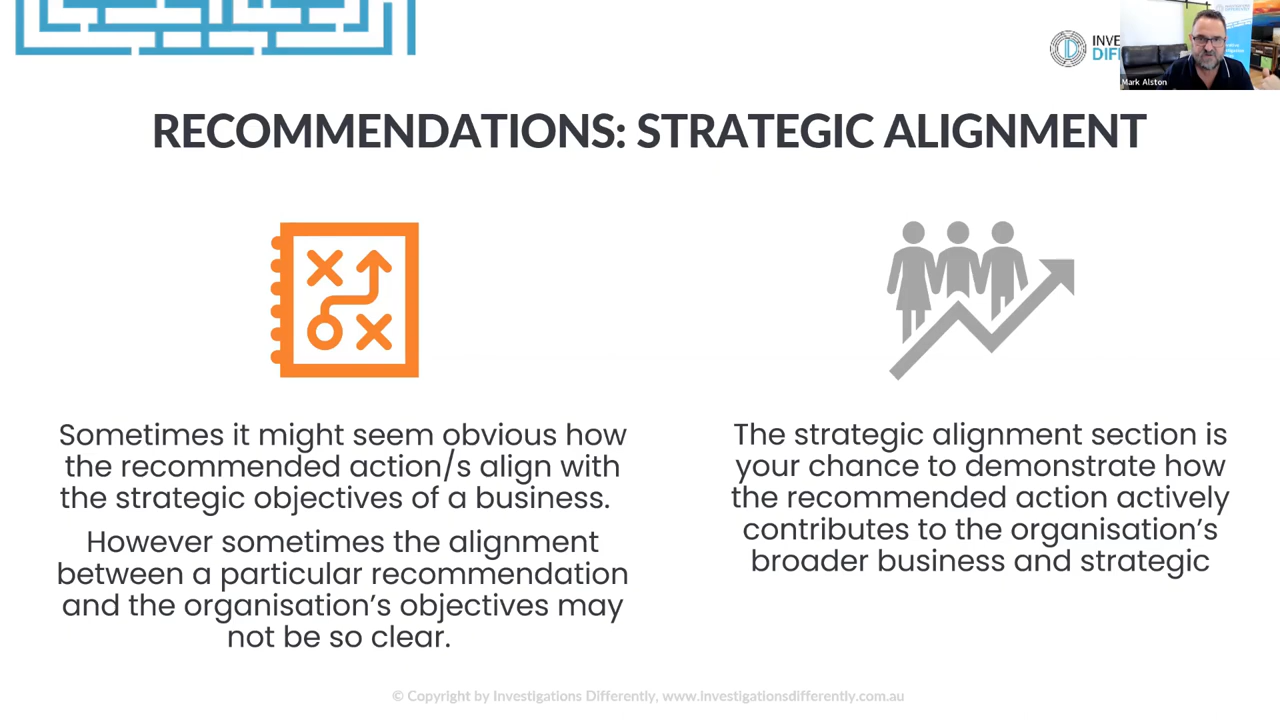 INVE
DIF
Mark Alston
RECOMMENDATIONS: STRATEGIC ALIGNMENT
Sometimes it might seem obvious how
the recommended action/s align with
the strategic objectives of a business.
However sometimes the alignment
between a particular recommendation
and the organisation's objectives may
not be so clear.
The strategic alignment section is
your chance to demonstrate how
the recommended action actively
contributes to the organisation's
broader business and strategic
© Copyright by Investigations Differently, www.investigationsdifferently.com.au